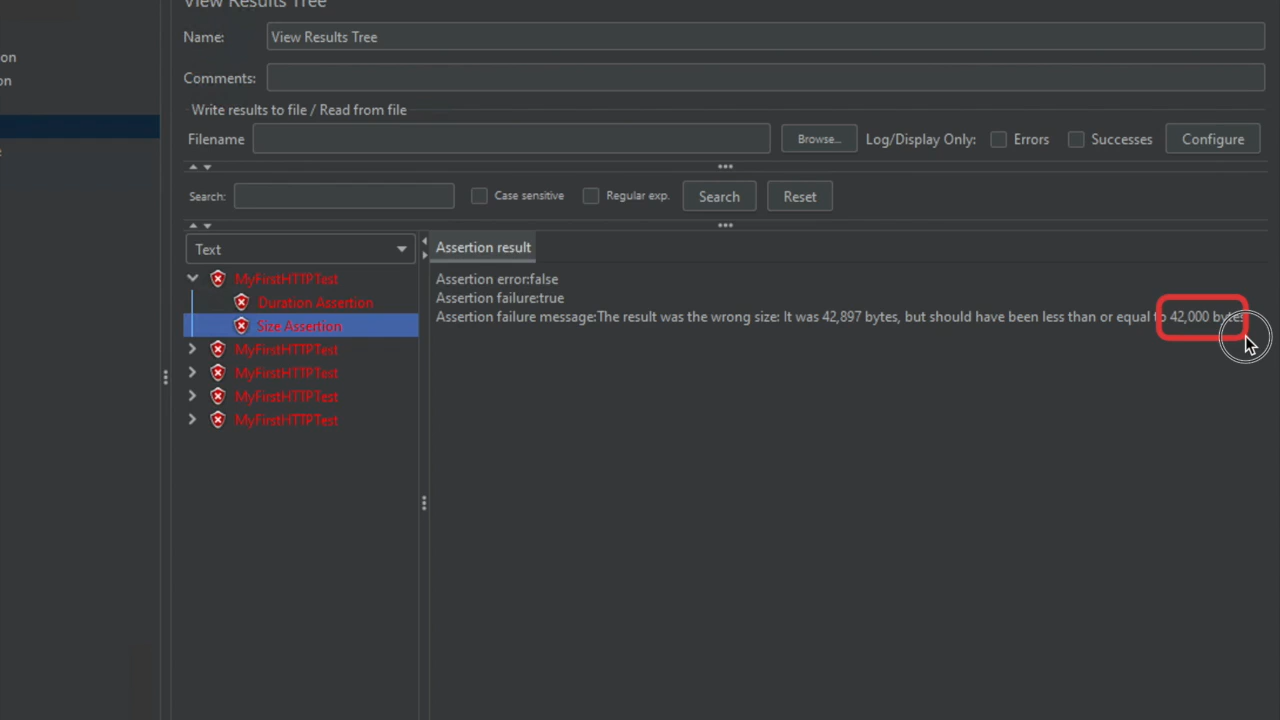 View Results Tree
on
on
Name: View Results Tree
Comments:
Write results to file / Read from file
Filename Browse... Log/Display Only: Errors Successes Configure
Search: Case sensitive Regular exp. Search Reset
Text
Assertion result
MyFirstHTTPTest
Duration Assertion
Size Assertion
MyFirstHTTPTest
MyFirstHTTPTest
MyFirstHTTPTest
MyFirstHTTPTest
Assertion error:false
Assertion failure:true
Assertion failure message:The result was the wrong size: It was 42,897 bytes, but should have been less than or equal to 42,000 bytes